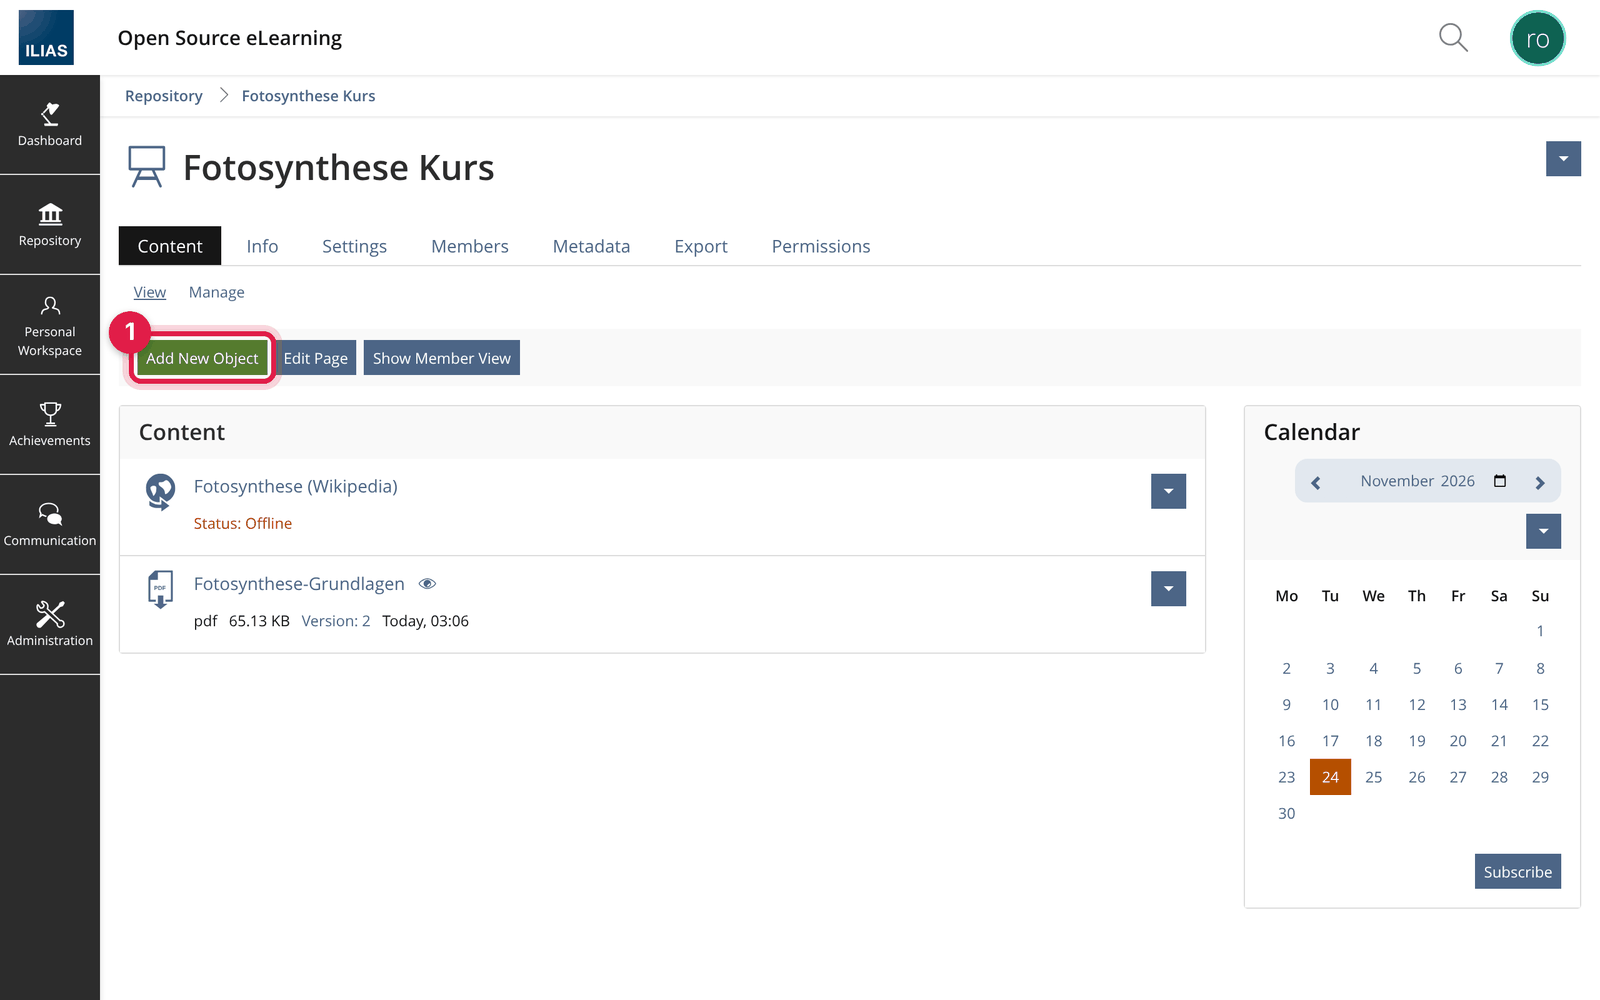 ILIAS
Open Source eLearning
ro
Repository
Fotosynthese Kurs
Dashboard
Repository
Personal
Workspace
Achievements
Communication
Administration
Fotosynthese Kurs
Content Info Settings Members Metadata Export Permissions
View Manage
1
Add New Object Edit Page Show Member View
Content
Fotosynthese (Wikipedia)
Status: Offline
PDF
Fotosynthese-Grundlagen
pdf 65.13 KB Version: 2 Today, 03:06
Calendar
November 2026
Mo Tu We Th Fr Sa Su
1
2 3 4 5 6 7 8
9 10 11 12 13 14 15
16 17 18 19 20 21 22
23 24 25 26 27 28 29
30
Subscribe